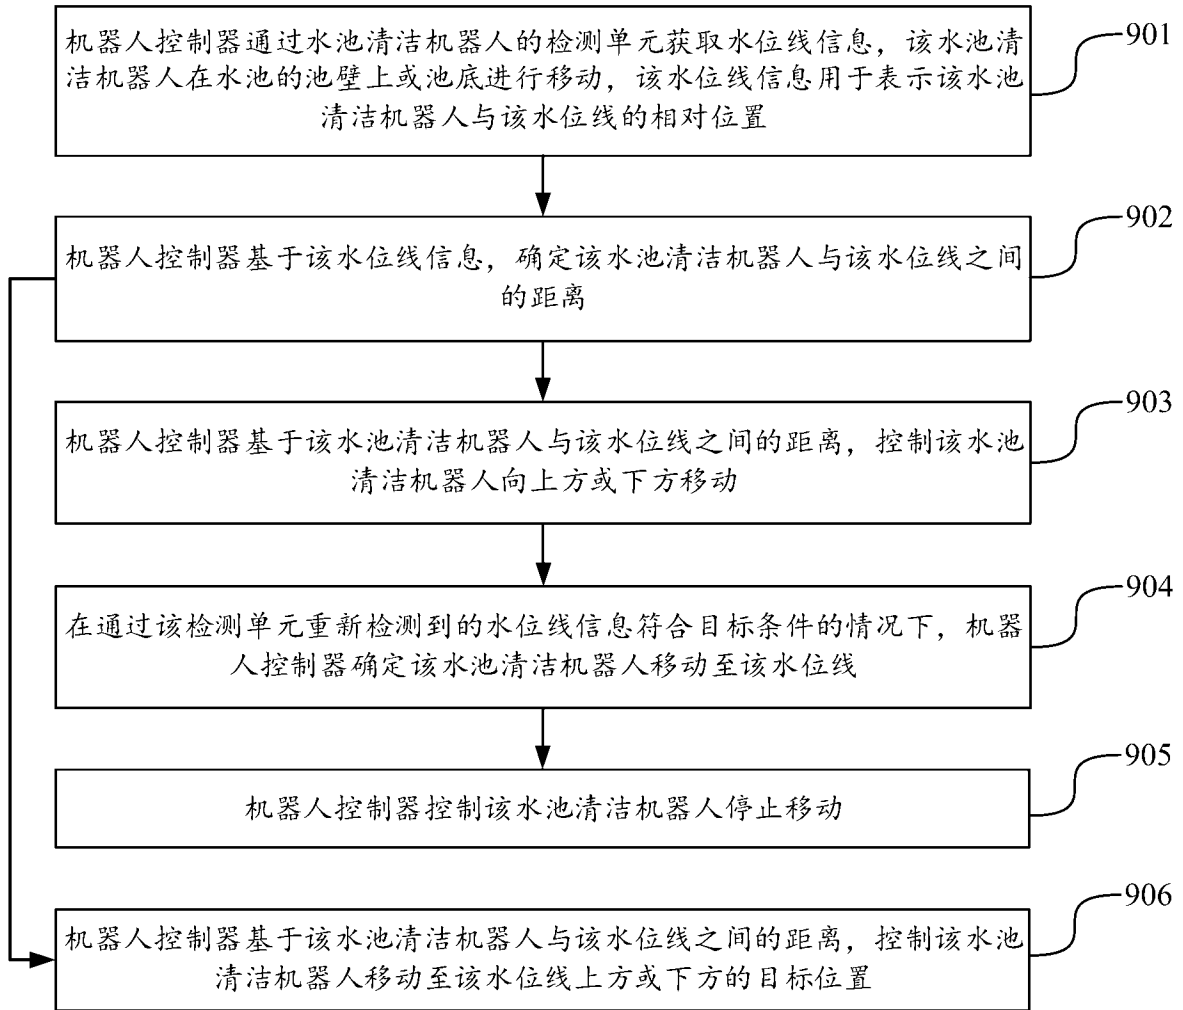 机器人控制器通过水池清洁机器人的检测单元获取水位线信息，该水池清
洁机器人在水池的池壁上或池底进行移动，该水位线信息用于表示该水池
清洁机器人与该水位线的相对位置
901
机器人控制器基于该水位线信息，确定该水池清洁机器人与该水位线之间
的距离
902
机器人控制器基于该水池清洁机器人与该水位线之间的距离，控制该水池
清洁机器人向上方或下方移动
903
在通过该检测单元重新检测到的水位线信息符合目标条件的情况下，机器
人控制器确定该水池清洁机器人移动至该水位线
904
机器人控制器控制该水池清洁机器人停止移动
905
机器人控制器基于该水池清洁机器人与该水位线之间的距离，控制该水池
清洁机器人移动至该水位线上方或下方的目标位置
906